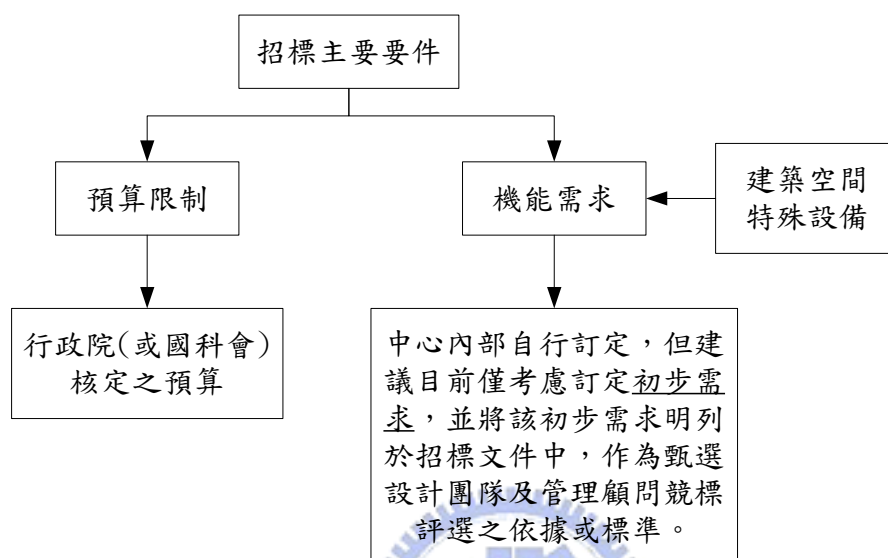 招標主要要件
預算限制
機能需求
建築空間
特殊設備
行政院(或國科會)
核定之預算
中心內部自行訂定，但建
議目前僅考慮訂定初步需
求，並將該初步需求明列
於招標文件中，作為甄選
設計團隊及管理顧問競標
評選之依據或標準。